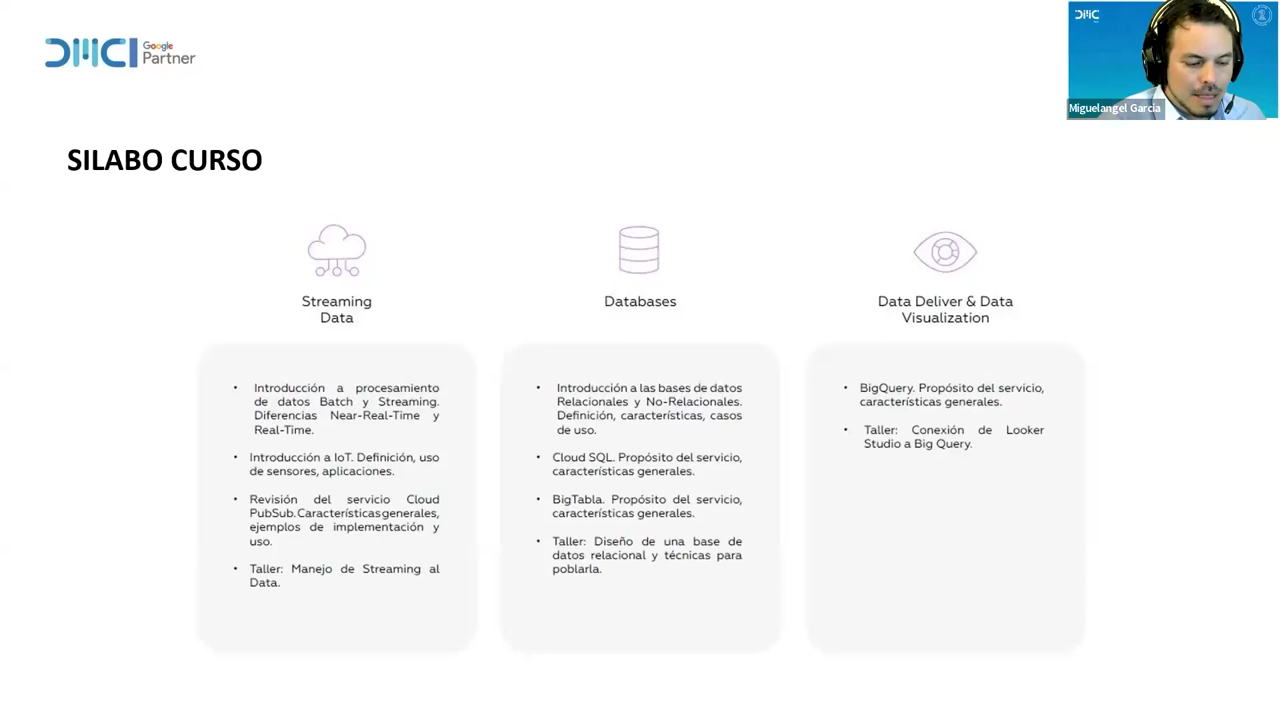 DMC
Google
Partner
DMC
Miguelangel Garcia
SILABO CURSO
Streaming
Data
• Introducción a procesamiento
de datos Batch y Streaming.
Diferencias Near-Real-Time y
Real-Time.
• Introducción a IoT. Definición, uso
de sensores, aplicaciones.
• Revisión del servicio Cloud
PubSub. Características generales,
ejemplos de implementación y
uso.
• Taller: Manejo de Streaming al
Data.
Databases
• Introducción a las bases de datos
Relacionales y No-Relacionales.
Definición, características, casos
de uso.
• Cloud SQL. Propósito del servicio,
características generales.
• BigTabla. Propósito del servicio,
características generales.
• Taller: Diseño de una base de
datos relacional y técnicas para
poblarla.
Data Deliver & Data
Visualization
• BigQuery. Propósito del servicio,
características generales.
• Taller: Conexión de Looker
Studio a Big Query.